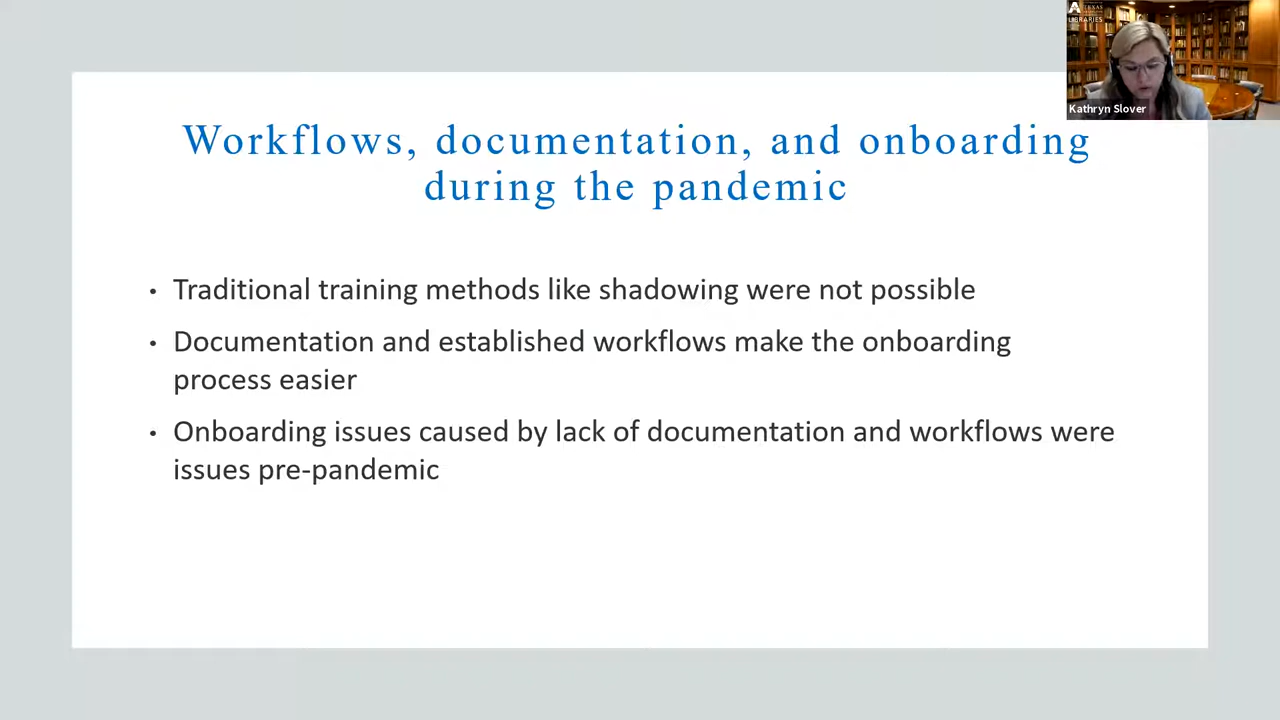 A TEXAS
LIBRARIES
Kathryn Slover
Workflows, documentation, and onboarding
during the pandemic
• Traditional training methods like shadowing were not possible
• Documentation and established workflows make the onboarding
process easier
• Onboarding issues caused by lack of documentation and workflows were
issues pre-pandemic